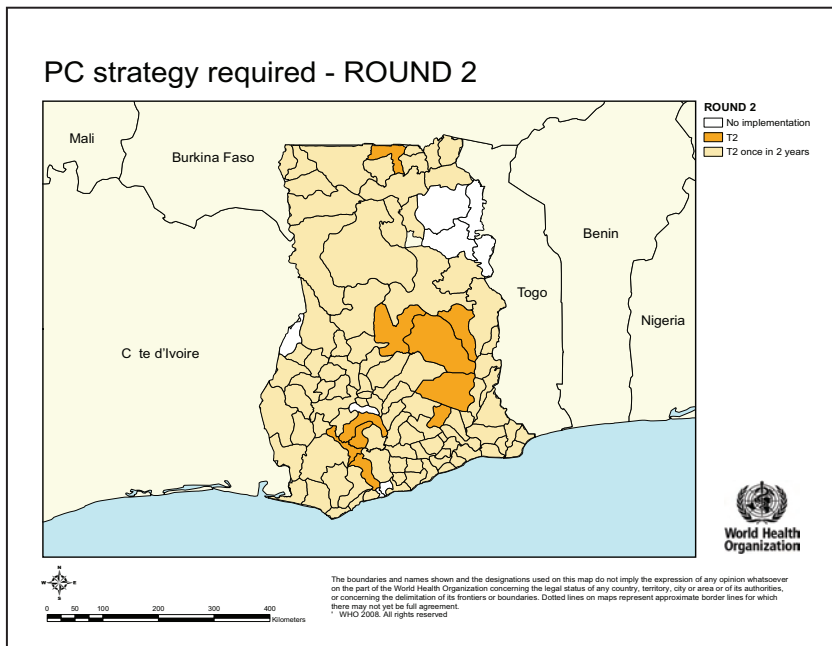 PC strategy required - ROUND 2
ROUND 2
No implementation
T2
T2 once in 2 years
Mali
Burkina Faso
Benin
Togo
Nigeria
C te d'Ivoire
World Health
Organization
N
W E
S
0 50 100 200 300 400
Kilometers
The boundaries and names shown and the designations used on this map do not imply the expression of any opinion whatsoever
on the part of the World Health Organization concerning the legal status of any country, territory, city or area or of its authorities,
or concerning the delimitation of its frontiers or boundaries. Dotted lines on maps represent approximate border lines for which
there may not yet be full agreement.
' WHO 2008. All rights reserved